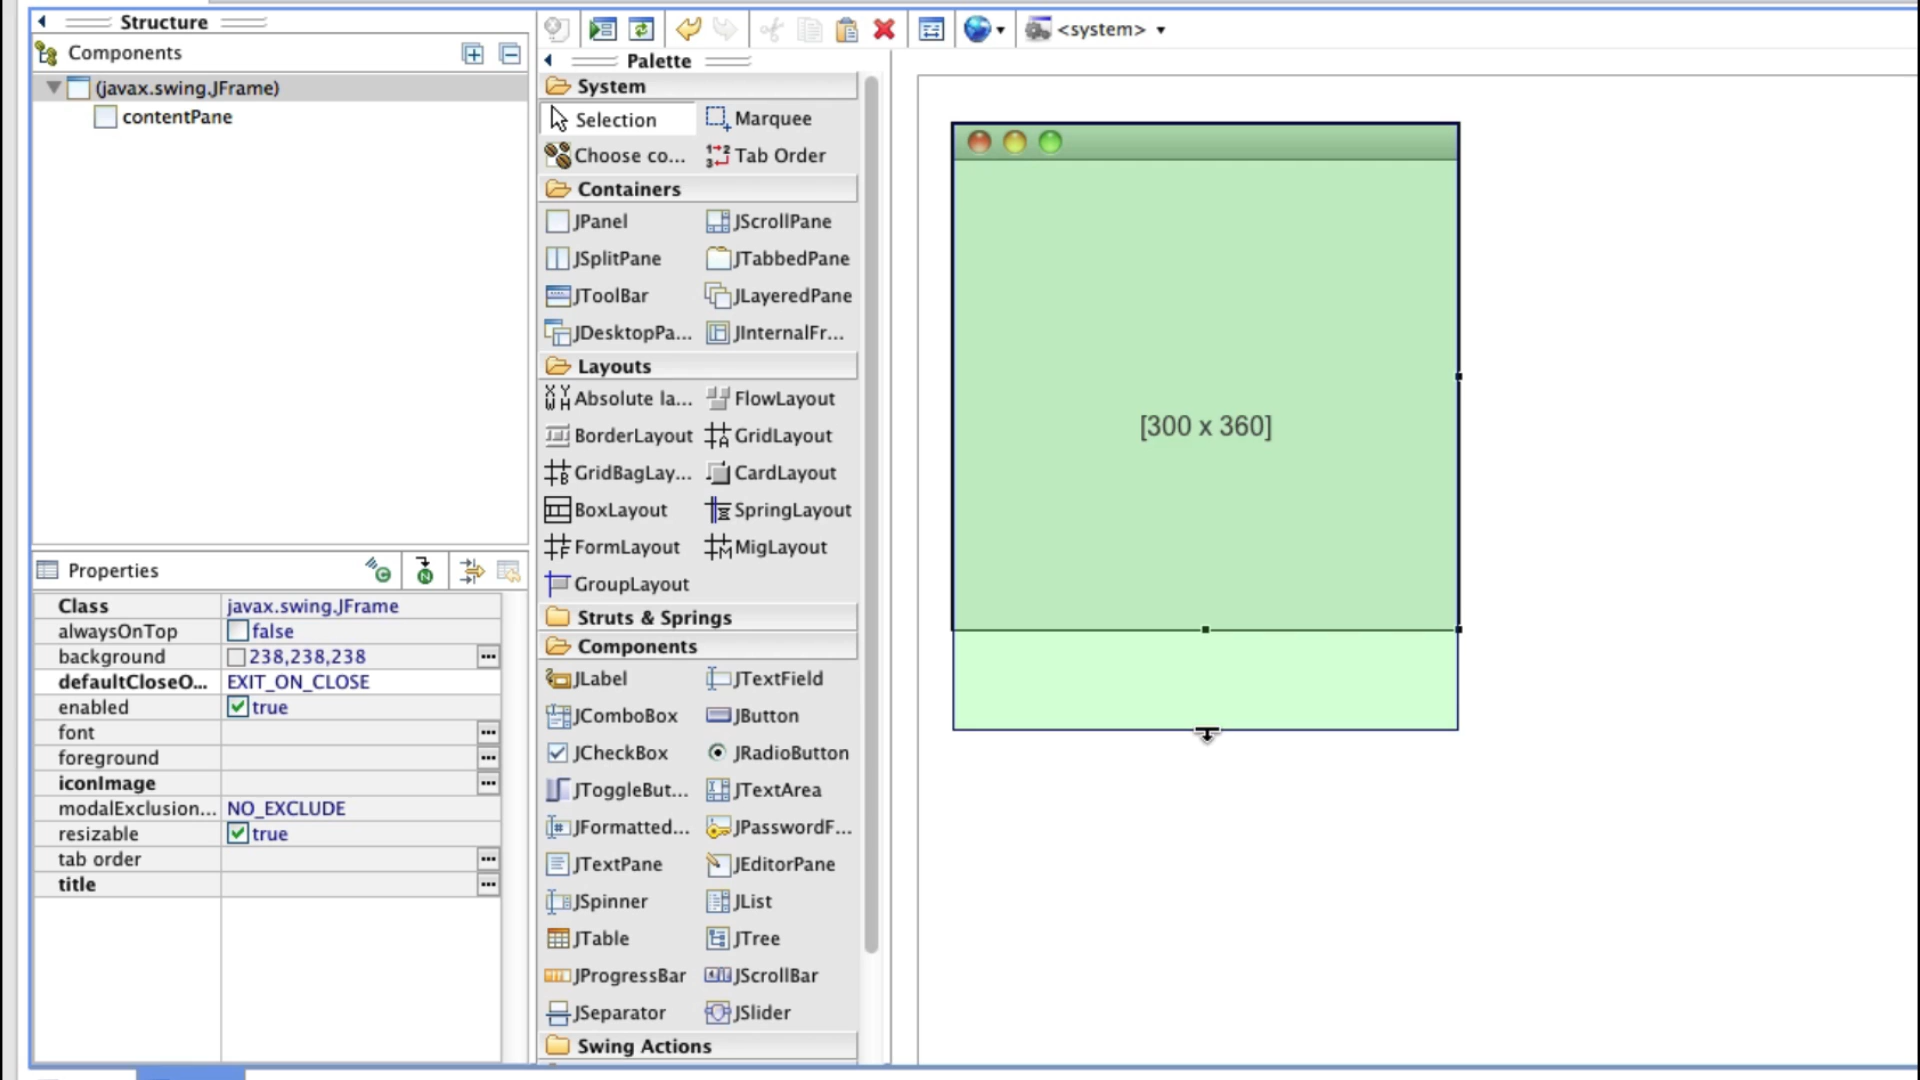 Structure
Components
(javax.swing.JFrame)
contentPane
Properties
Class javax.swing.JFrame
alwaysOnTop false
background 238,238,238 ...
defaultCloseO... EXIT_ON_CLOSE
enabled true
font ...
foreground ...
iconImage ...
modalExclusion... NO_EXCLUDE
resizable true
tab order ...
title ...
<system>
Palette
System
Selection Marquee
Choose co... Tab Order
Containers
JPanel JScrollPane
JSplitPane JTabbedPane
JToolBar JLayeredPane
JDesktopPa... JInternalFr...
Layouts
Absolute la... FlowLayout
BorderLayout GridLayout
GridBagLay... CardLayout
BoxLayout SpringLayout
FormLayout MigLayout
GroupLayout
Struts & Springs
Components
JLabel JTextField
JComboBox JButton
JCheckBox JRadioButton
JToggleBut... JTextArea
JFormatted... JPasswordF...
JTextPane JEditorPane
JSpinner JList
JTable JTree
JProgressBar JScrollBar
JSeparator JSlider
Swing Actions
[300 x 360]